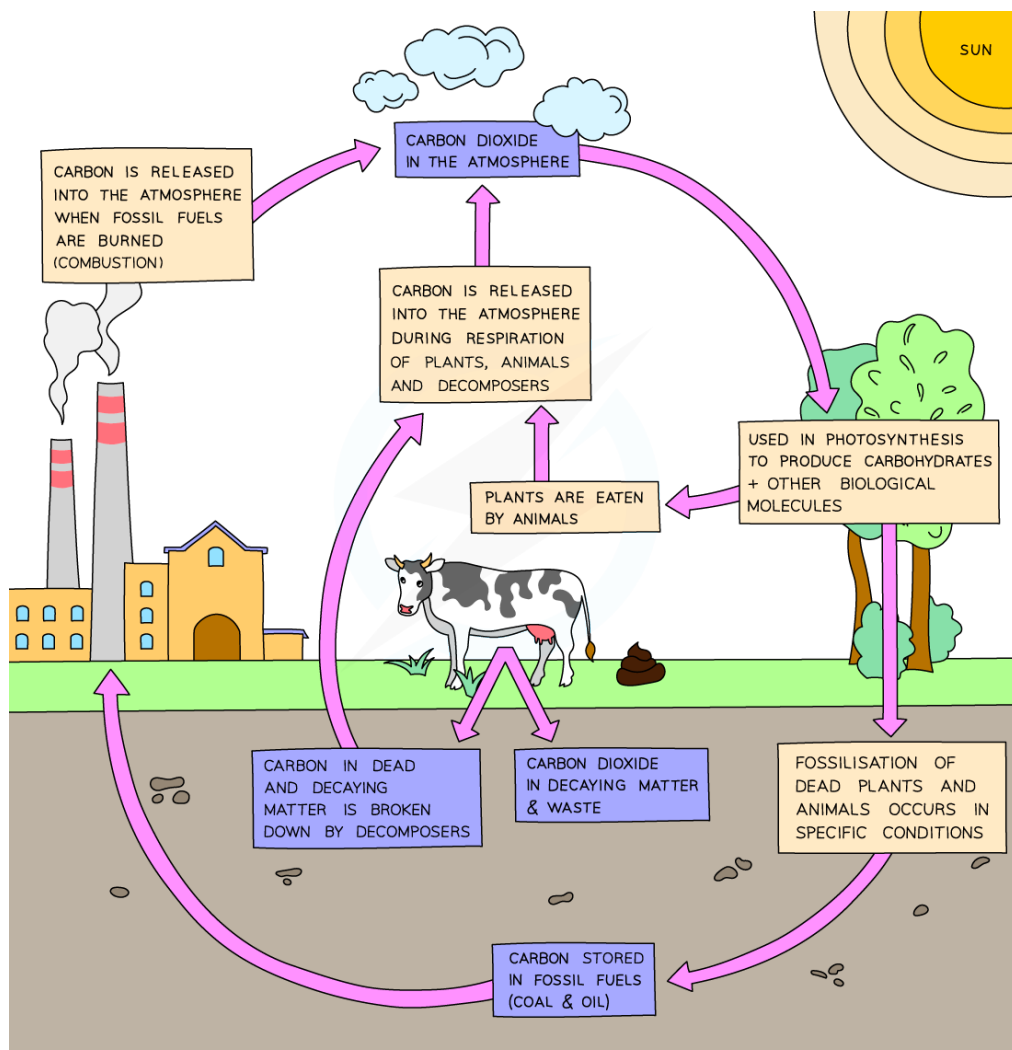 SUN
CARBON DIOXIDE
IN THE ATMOSPHERE
CARBON IS RELEASED
INTO THE ATMOSPHERE
WHEN FOSSIL FUELS
ARE BURNED
(COMBUSTION)
CARBON IS RELEASED
INTO THE ATMOSPHERE
DURING RESPIRATION
OF PLANTS, ANIMALS
AND DECOMPOSERS
USED IN PHOTOSYNTHESIS
TO PRODUCE CARBOHYDRATES
+ OTHER BIOLOGICAL
MOLECULES
PLANTS ARE EATEN
BY ANIMALS
CARBON IN DEAD
AND DECAYING
MATTER IS BROKEN
DOWN BY DECOMPOSERS
CARBON DIOXIDE
IN DECAYING MATTER
& WASTE
FOSSILISATION OF
DEAD PLANTS AND
ANIMALS OCCURS IN
SPECIFIC CONDITIONS
CARBON STORED
IN FOSSIL FUELS
(COAL & OIL)